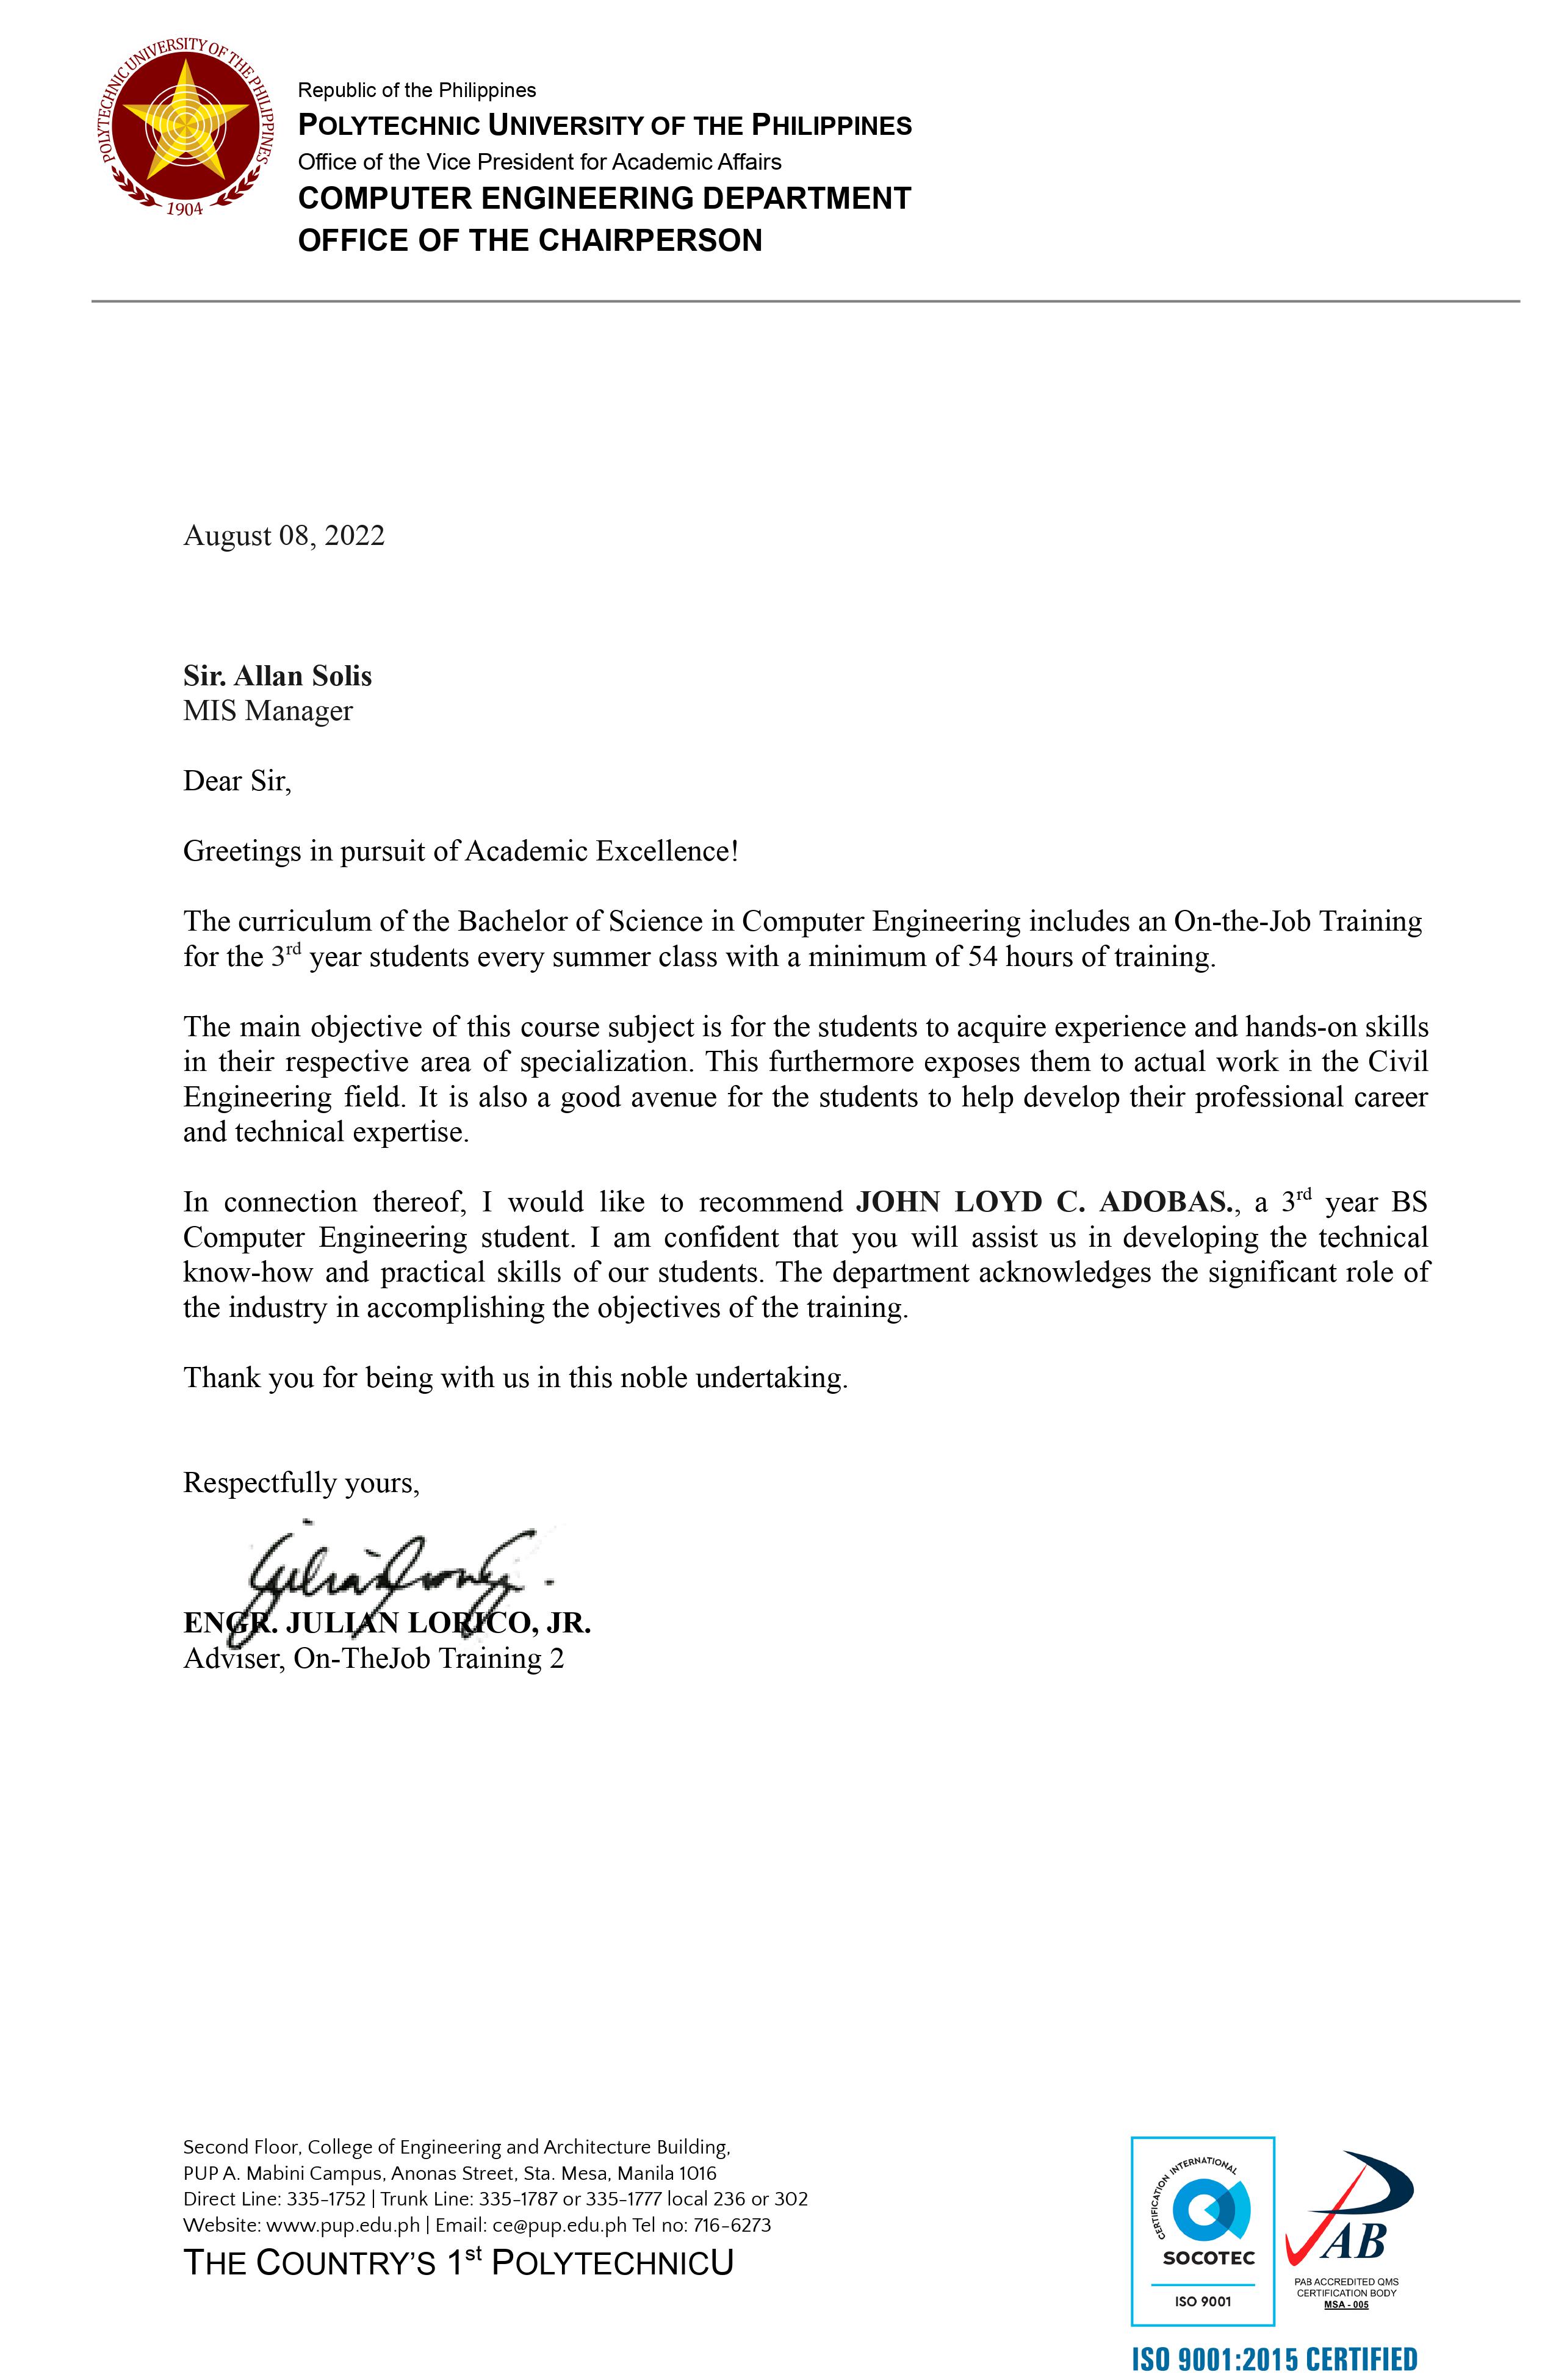 POLYTECHNIC UNIVERSITY OF THE PHILIPPINES
1904
Republic of the Philippines
POLYTECHNIC UNIVERSITY OF THE PHILIPPINES
Office of the Vice President for Academic Affairs
COMPUTER ENGINEERING DEPARTMENT
OFFICE OF THE CHAIRPERSON
August 08, 2022
Sir. Allan Solis
MIS Manager
Dear Sir,
Greetings in pursuit of Academic Excellence!
The curriculum of the Bachelor of Science in Computer Engineering includes an On-the-Job Training
for the 3rd year students every summer class with a minimum of 54 hours of training.
The main objective of this course subject is for the students to acquire experience and hands-on skills
in their respective area of specialization. This furthermore exposes them to actual work in the Civil
Engineering field. It is also a good avenue for the students to help develop their professional career
and technical expertise.
In connection thereof, I would like to recommend JOHN LOYD C. ADOBAS., a 3rd year BS
Computer Engineering student. I am confident that you will assist us in developing the technical
know-how and practical skills of our students. The department acknowledges the significant role of
the industry in accomplishing the objectives of the training.
Thank you for being with us in this noble undertaking.
Respectfully yours,
ENGR. JULIAN LORICO, JR.
Adviser, On-TheJob Training 2
Second Floor, College of Engineering and Architecture Building,
PUP A. Mabini Campus, Anonas Street, Sta. Mesa, Manila 1016
Direct Line: 335-1752 | Trunk Line: 335-1787 or 335-1777 local 236 or 302
Website: www.pup.edu.ph | Email: ce@pup.edu.ph Tel no: 716-6273
THE COUNTRY'S 1st POLYTECHNICU
CERTIFICATION INTERNATIONAL
SOCOTEC
ISO 9001
PAB
PAB ACCREDITED QMS
CERTIFICATION BODY
MSA - 005
ISO 9001:2015 CERTIFIED